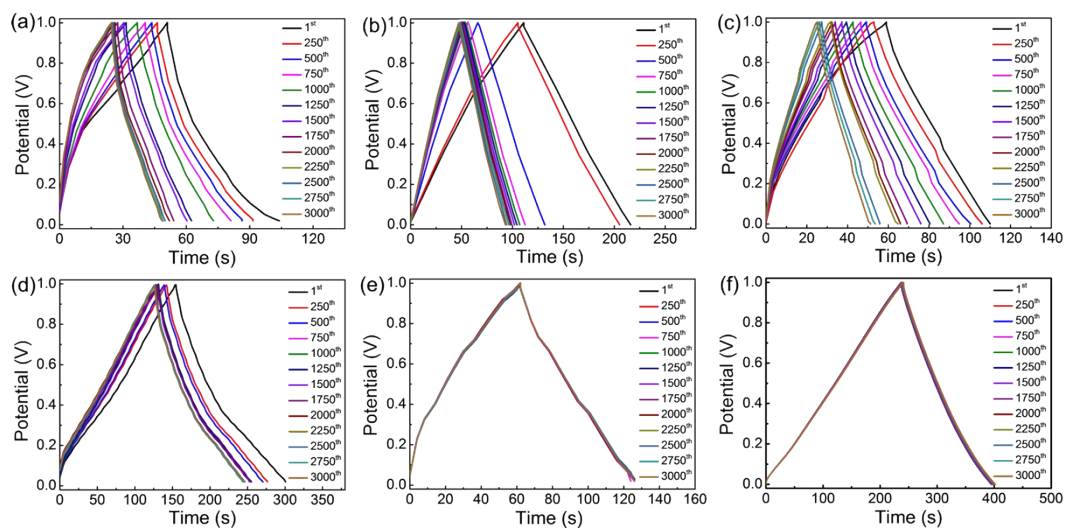 (a)
Potential (V)
1.0
0.8
0.6
0.4
0.2
0.0
0 30 60 90 120
Time (s)
1st
250th
500th
750th
1000th
1250th
1500th
1750th
2000th
2250th
2500th
2750th
3000th
(b)
Potential (V)
1.0
0.8
0.6
0.4
0.2
0.0
0 50 100 150 200 250
Time (s)
1st
250th
500th
750th
1000th
1250th
1500th
1750th
2000th
2250th
2500th
2750th
3000th
(c)
Potential (V)
1.0
0.8
0.6
0.4
0.2
0.0
0 20 40 60 80 100 120 140
Time (s)
1st
250th
500th
750th
1000th
1250th
1500th
1750th
2000th
2250th
2500th
2750th
3000th
(d)
Potential (V)
1.0
0.8
0.6
0.4
0.2
0.0
0 50 100 150 200 250 300 350
Time (s)
1st
250th
500th
750th
1000th
1250th
1500th
1750th
2000th
2250th
2500th
2750th
3000th
(e)
Potential (V)
1.0
0.8
0.6
0.4
0.2
0.0
0 20 40 60 80 100 120 140 160
Time (s)
1st
250th
500th
750th
1000th
1250th
1500th
1750th
2000th
2250th
2500th
2750th
3000th
(f)
Potential (V)
1.0
0.8
0.6
0.4
0.2
0.0
0 100 200 300 400 500
Time (s)
1st
250th
500th
750th
1000th
1250th
1500th
1750th
2000th
2250th
2500th
2750th
3000th